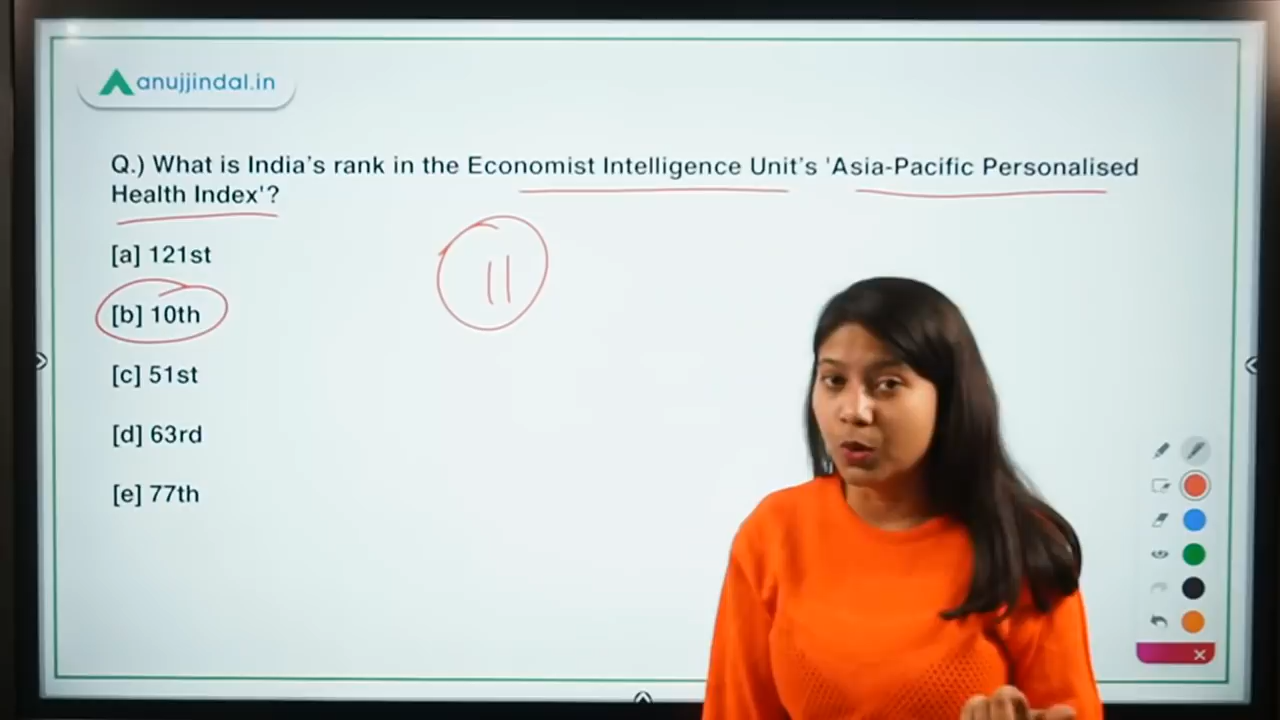 anujjindal.in
Q.) What is India's rank in the Economist Intelligence Unit's 'Asia-Pacific Personalised
Health Index'?
[a] 121st
11
[b] 10th
[c] 51st
[d] 63rd
[e] 77th